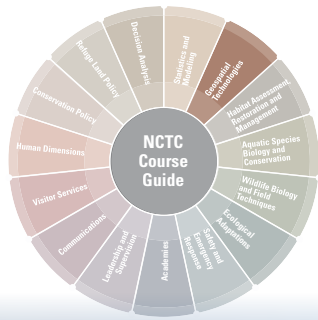 NCTC
Course
Guide
Statistics and
Modeling
Geospatial
Technologies
Habitat Assessment,
Restoration and
Management
Aquatic Species
Biology and
Conservation
Wildlife Biology
and Field
Techniques
Ecological
Adaptations
Safety and
Emergency
Response
Academies
Leadership and
Supervision
Communications
Visitor Services
Human Dimensions
Conservation Policy
Refuge Land Policy
Decision Analysis